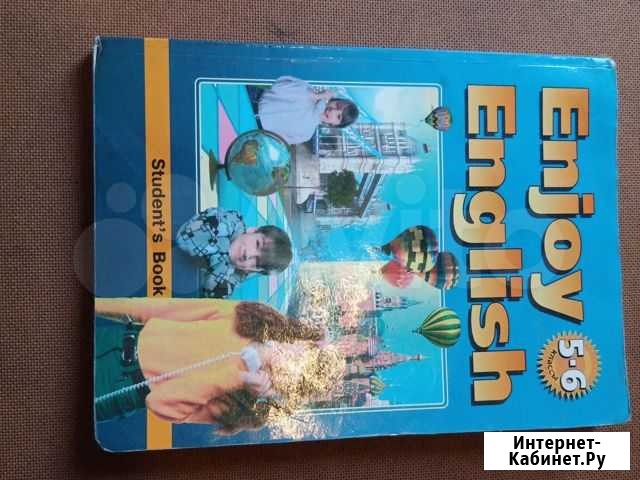 Enjoy
English
5-6
класс
Student's Book
Интернет-
Кабинет.Ру